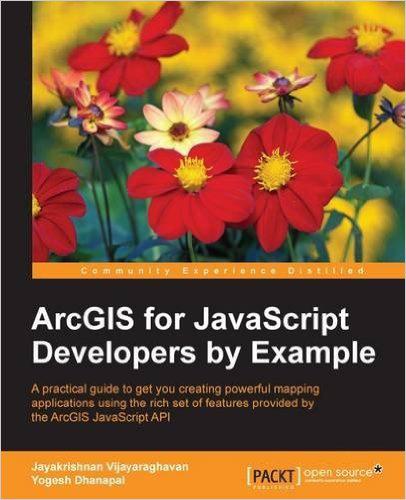 Community Experience Distilled
ArcGIS for JavaScript
Developers by Example
A practical guide to get you creating powerful mapping
applications using the rich set of features provided by
the ArcGIS JavaScript API
Jayakrishnan Vijayaraghavan
Yogesh Dhanapal
[PACKT] open source*
PUBLISHING